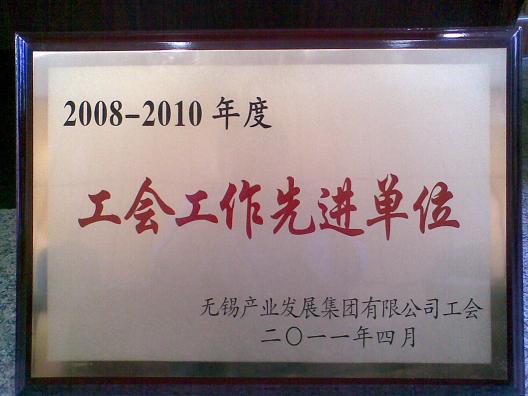 2008-2010 年度
工会工作先进单位
无锡产业发展集团有限公司工会
二〇一一年四月